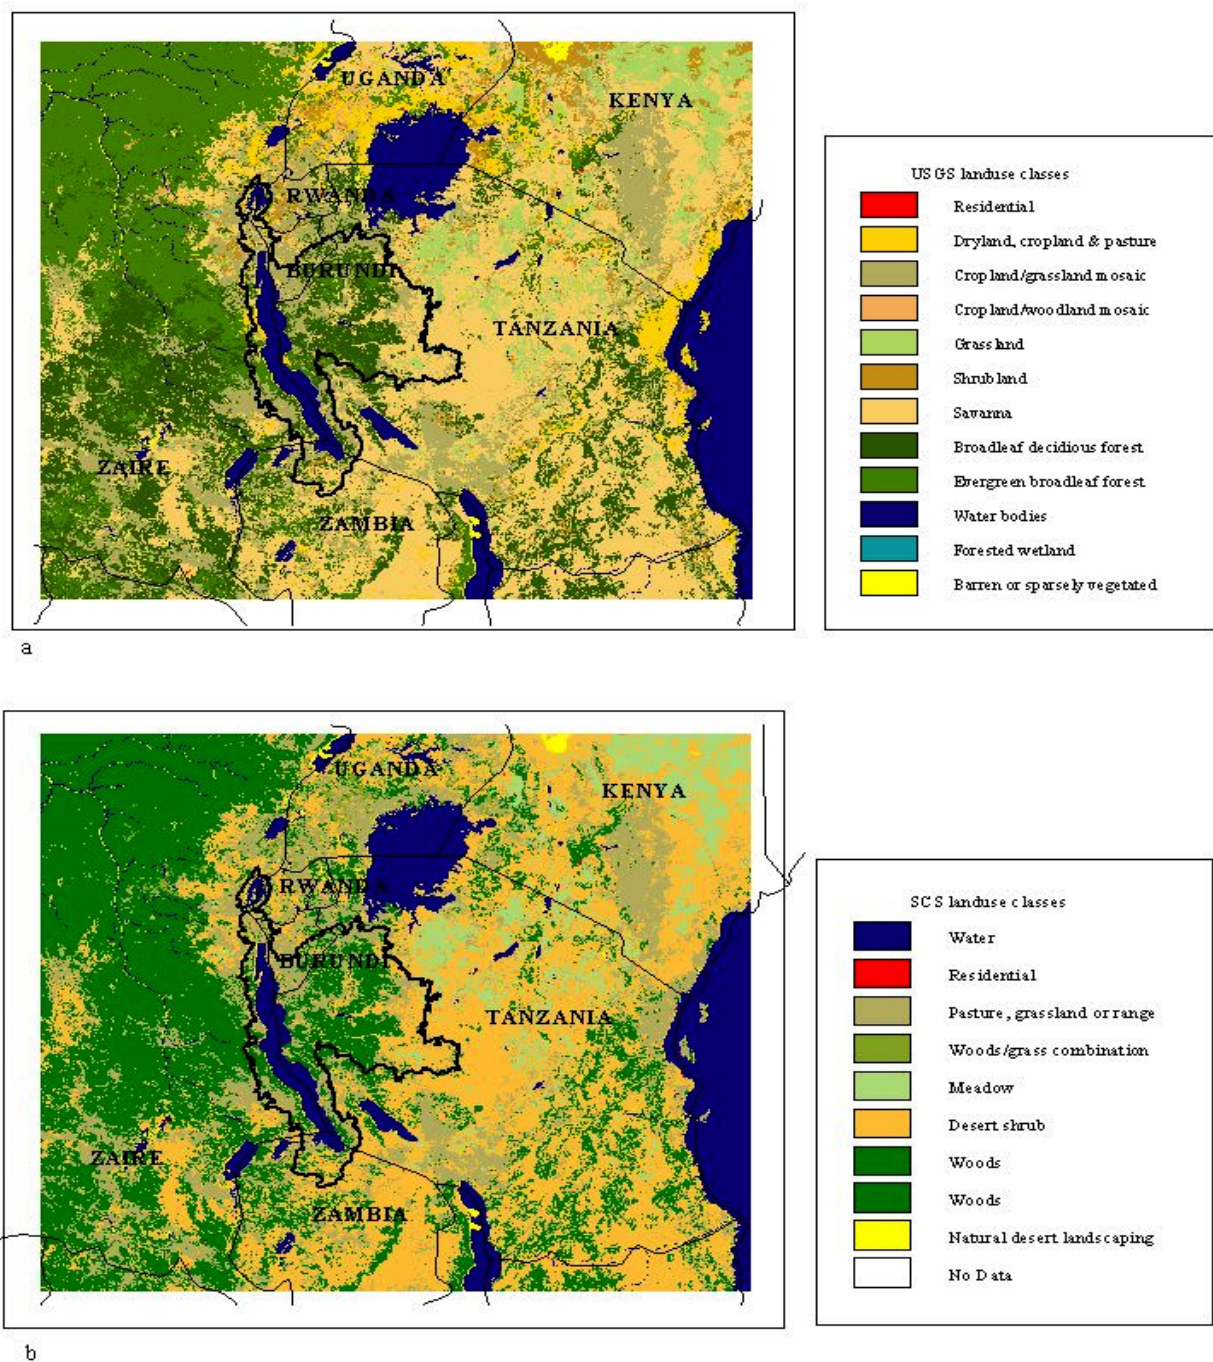 UGANDA
KENYA
RWANDA
BURUNDI
TANZANIA
ZAIRE
ZAMBIA
USGS landuse classes
Residential
Dryland, cropland & pasture
Cropland/grassland mosaic
Cropland/woodland mosaic
Grassland
Shrubland
Savanna
Broadleaf decidious forest
Evergreen broadleaf forest
Water bodies
Forested wetland
Barren or sparsely vegetated
a
UGANDA
KENYA
RWANDA
BURUNDI
TANZANIA
ZAIRE
ZAMBIA
SCS landuse classes
Water
Residential
Pasture, grassland or range
Woods/grass combination
Meadow
Desert shrub
Woods
Woods
Natural desert landscaping
No Data
b